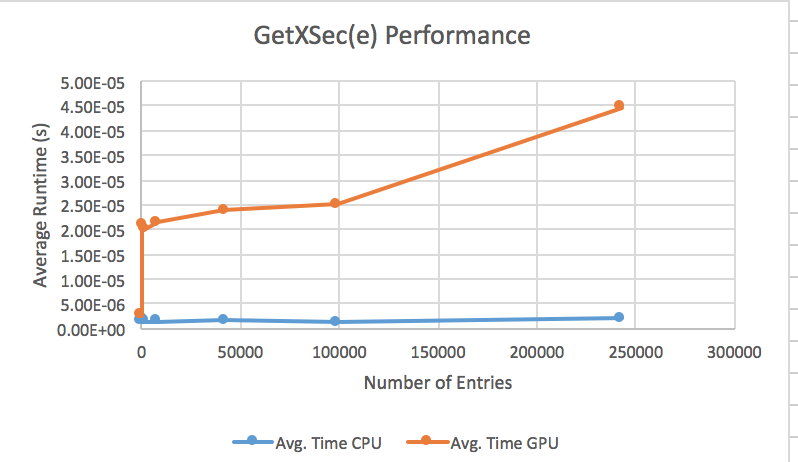 GetXSec(e) Performance
Average Runtime (s)
5.00E-05
4.50E-05
4.00E-05
3.50E-05
3.00E-05
2.50E-05
2.00E-05
1.50E-05
1.00E-05
5.00E-06
0.00E+00
0 50000 100000 150000 200000 250000 300000
Number of Entries
Avg. Time CPU Avg. Time GPU